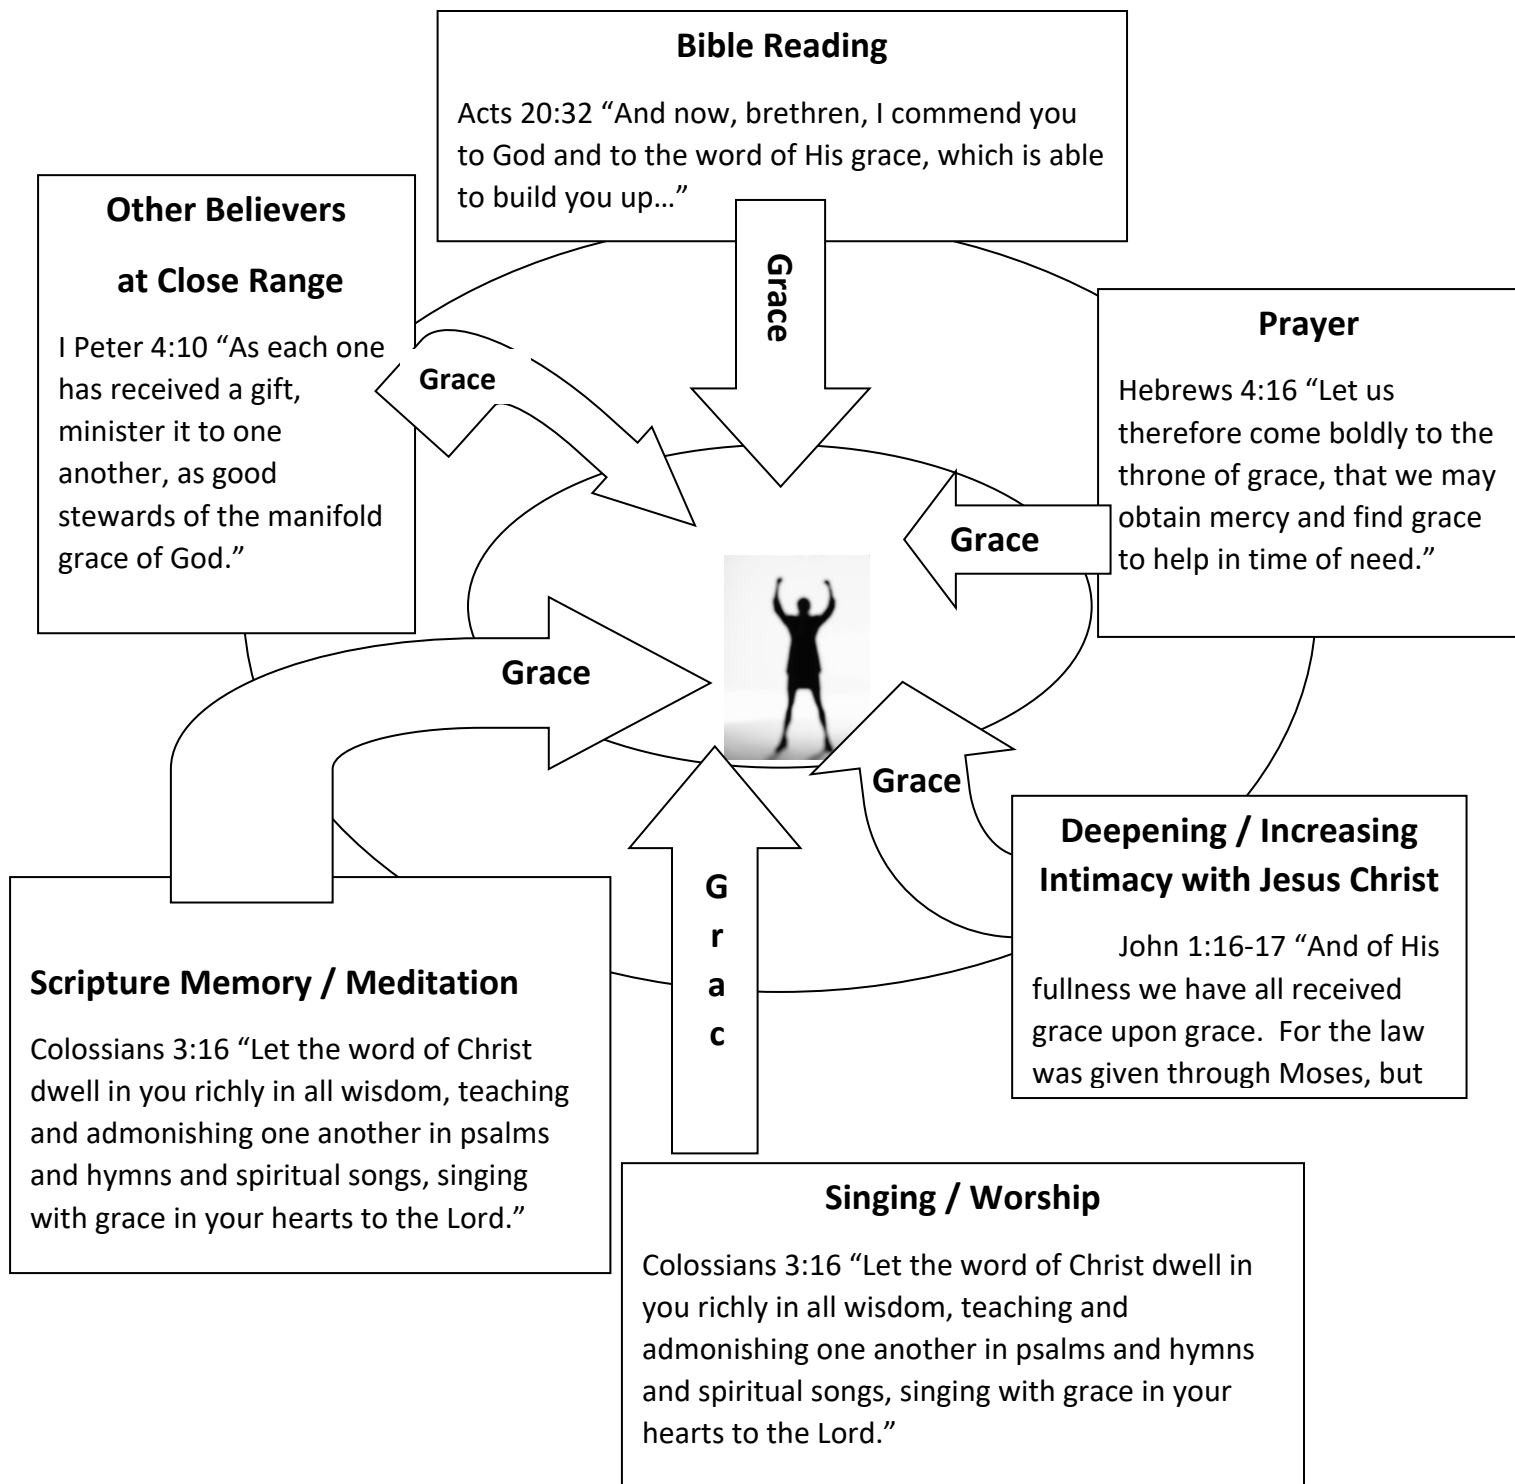 Bible Reading
Acts 20:32 “And now, brethren, I commend you
to God and to the word of His grace, which is able
to build you up…”
Grace
Other Believers
at Close Range
I Peter 4:10 “As each one
has received a gift,
minister it to one
another, as good
stewards of the manifold
grace of God.”
Grace
Prayer
Hebrews 4:16 “Let us
therefore come boldly to the
throne of grace, that we may
obtain mercy and find grace
to help in time of need.”
Grace
Grace
Grace
Deepening / Increasing
Intimacy with Jesus Christ
John 1:16-17 “And of His
fullness we have all received
grace upon grace.  For the law
was given through Moses, but
G
r
a
c
Scripture Memory / Meditation
Colossians 3:16 “Let the word of Christ
dwell in you richly in all wisdom, teaching
and admonishing one another in psalms
and hymns and spiritual songs, singing
with grace in your hearts to the Lord.”
Singing / Worship
Colossians 3:16 “Let the word of Christ dwell in
you richly in all wisdom, teaching and
admonishing one another in psalms and hymns
and spiritual songs, singing with grace in your
hearts to the Lord.”